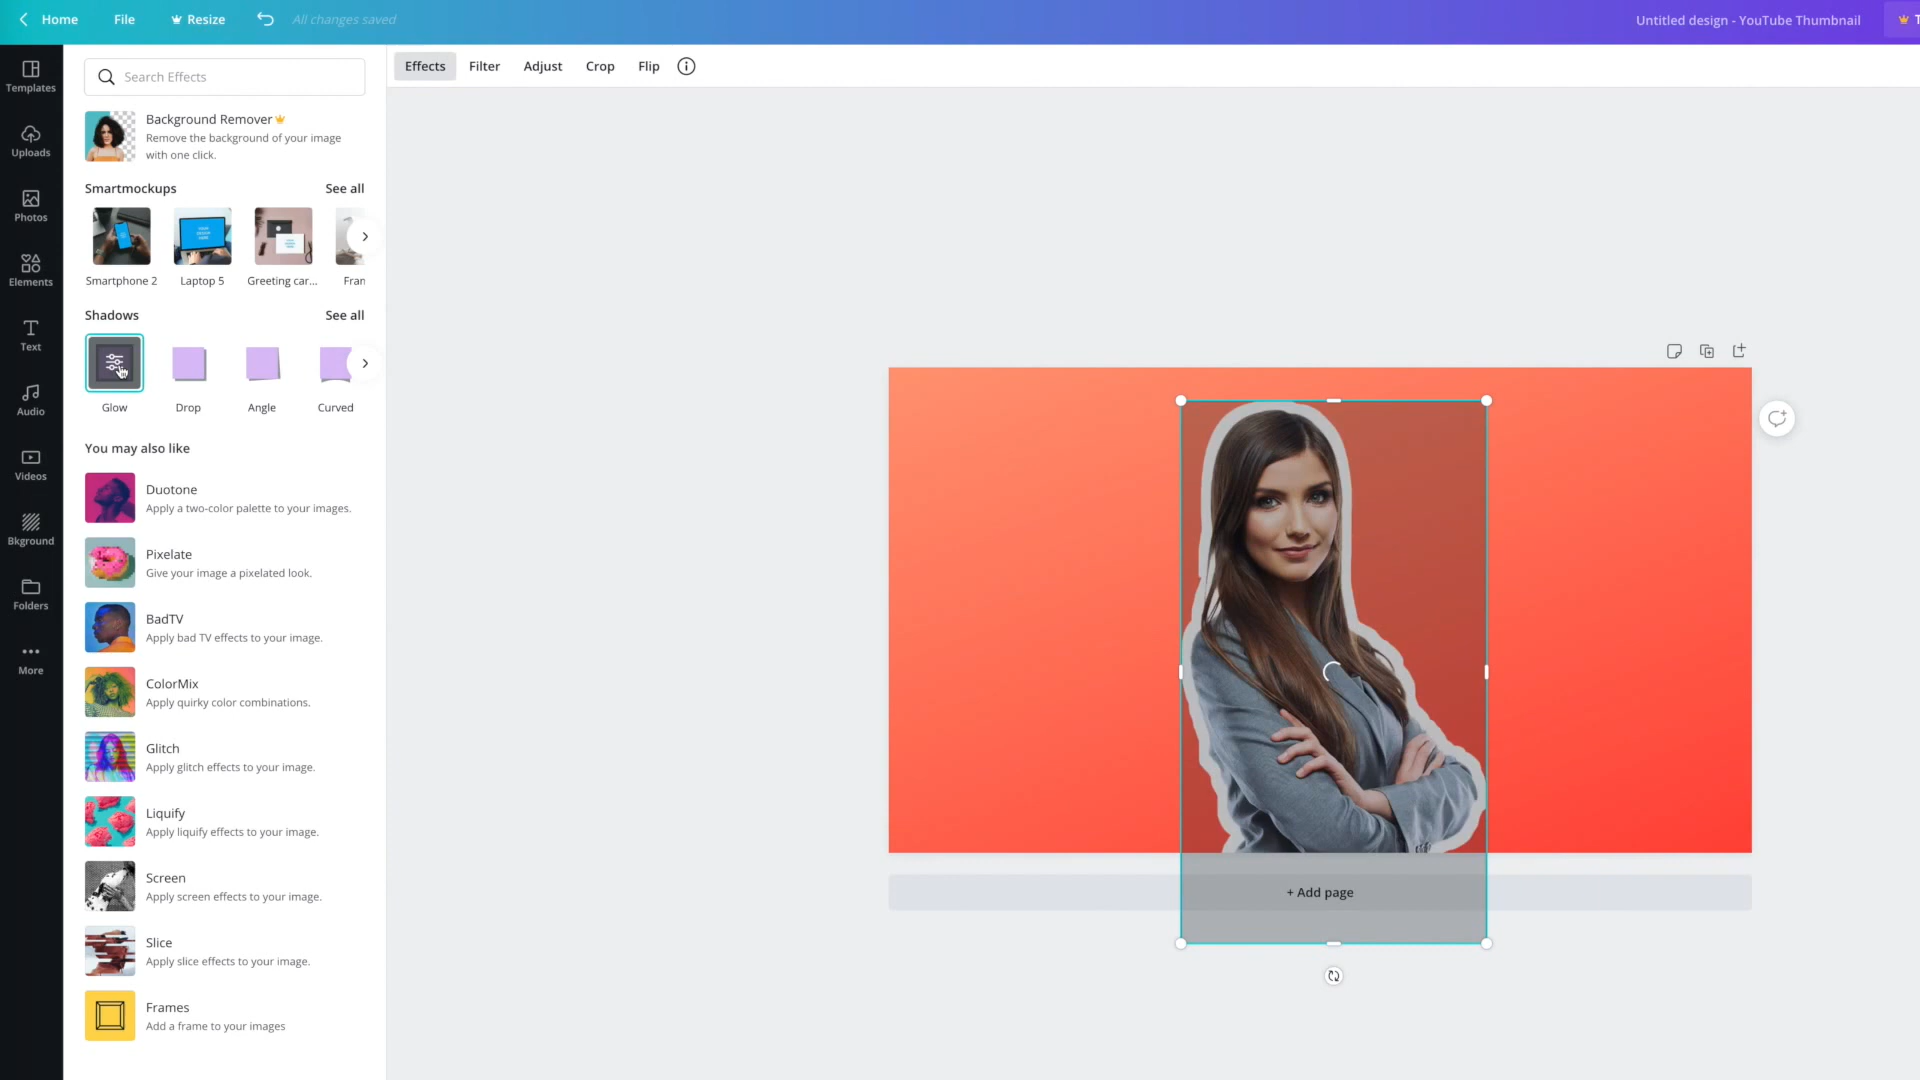 Home
File
Resize
All changes saved
Untitled design - YouTube Thumbnail
Templates
Uploads
Photos
Elements
Text
Audio
Videos
Bkground
Folders
More
Search Effects
Background Remover
Remove the background of your image
with one click.
Smartmockups
See all
Smartphone 2
Laptop 5
Greeting car...
Fran
Shadows
See all
Glow
Drop
Angle
Curved
You may also like
Duotone
Apply a two-color palette to your images.
Pixelate
Give your image a pixelated look.
BadTV
Apply bad TV effects to your image.
ColorMix
Apply quirky color combinations.
Glitch
Apply glitch effects to your image.
Liquify
Apply liquify effects to your image.
Screen
Apply screen effects to your image.
Slice
Apply slice effects to your image.
Frames
Add a frame to your images
Effects
Filter
Adjust
Crop
Flip
+ Add page